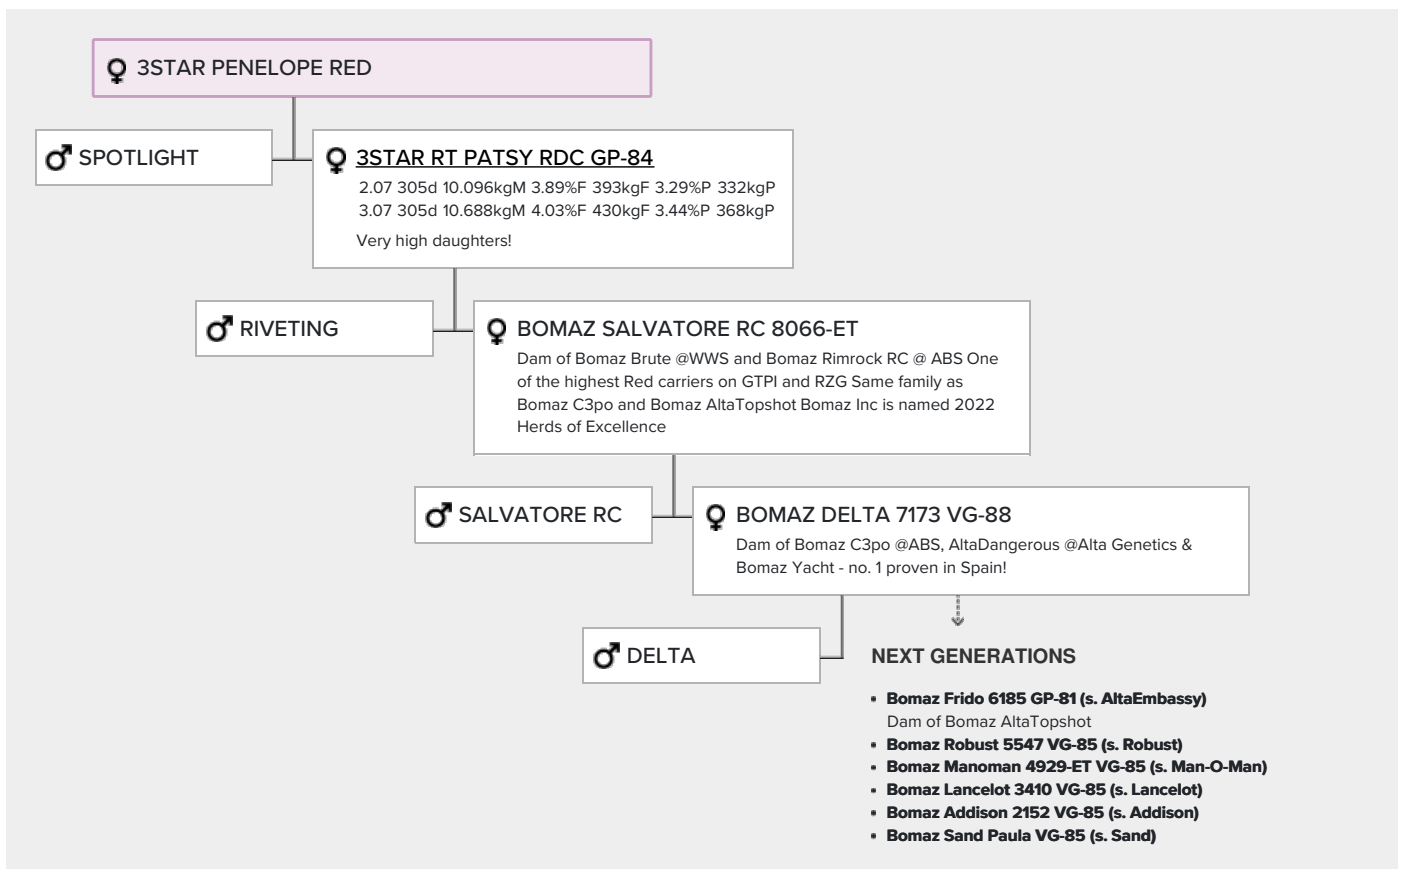 3STAR PENELOPE RED
SPOTLIGHT
3STAR RT PATSY RDC GP-84
2.07 305d 10.096kgM 3.89%F 393kgF 3.29%P 332kgP
3.07 305d 10.688kgM 4.03%F 430kgF 3.44%P 368kgP
Very high daughters!
RIVETING
BOMAZ SALVATORE RC 8066-ET
Dam of Bomaz Brute @WWS and Bomaz Rimrock RC @ ABS One
of the highest Red carriers on GTPI and RZG Same family as
Bomaz C3po and Bomaz AltaTopshot Bomaz Inc is named 2022
Herds of Excellence
SALVATORE RC
BOMAZ DELTA 7173 VG-88
Dam of Bomaz C3po @ABS, AltaDangerous @Alta Genetics &
Bomaz Yacht - no. 1 proven in Spain!
DELTA
NEXT GENERATIONS
• Bomaz Frido 6185 GP-81 (s. AltaEmbassy)
Dam of Bomaz AltaTopshot
• Bomaz Robust 5547 VG-85 (s. Robust)
• Bomaz Manoman 4929-ET VG-85 (s. Man-O-Man)
• Bomaz Lancelot 3410 VG-85 (s. Lancelot)
• Bomaz Addison 2152 VG-85 (s. Addison)
• Bomaz Sand Paula VG-85 (s. Sand)